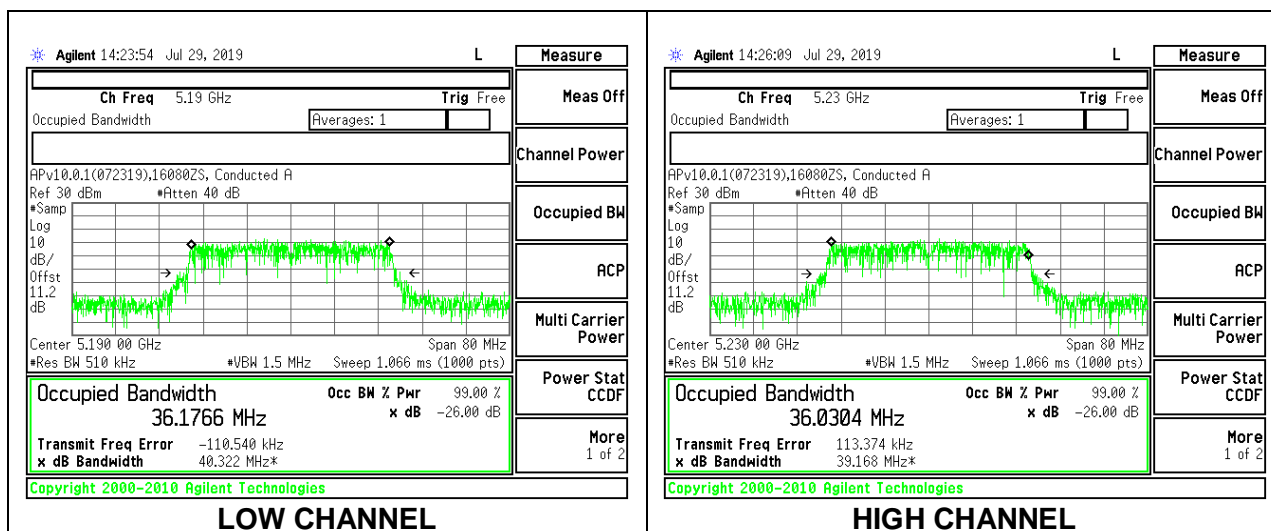 Agilent 14:23:54 Jul 29, 2019 L
Measure
Ch Freq 5.19 GHz Trig Free
Occupied Bandwidth Averages: 1
Meas Off
Channel Power
Occupied BW
ACP
Multi Carrier
Power
Power Stat
CCDF
More
1 of 2
APv10.0.1(072319),16080ZS, Conducted A
Ref 30 dBm #Atten 40 dB
#Samp
Log
10
dB/
Offst
11.2
dB
Center 5.190 00 GHz Span 80 MHz
#Res BW 510 kHz #VBW 1.5 MHz Sweep 1.066 ms (1000 pts)
Occupied Bandwidth Occ BW % Pwr 99.00 %
36.1766 MHz x dB -26.00 dB
Transmit Freq Error -110.540 kHz
x dB Bandwidth 40.322 MHz*
Copyright 2000-2010 Agilent Technologies
LOW CHANNEL
Agilent 14:26:09 Jul 29, 2019 L
Measure
Ch Freq 5.23 GHz Trig Free
Occupied Bandwidth Averages: 1
Meas Off
Channel Power
Occupied BW
ACP
Multi Carrier
Power
Power Stat
CCDF
More
1 of 2
APv10.0.1(072319),16080ZS, Conducted A
Ref 30 dBm #Atten 40 dB
#Samp
Log
10
dB/
Offst
11.2
dB
Center 5.230 00 GHz Span 80 MHz
#Res BW 510 kHz #VBW 1.5 MHz Sweep 1.066 ms (1000 pts)
Occupied Bandwidth Occ BW % Pwr 99.00 %
36.0304 MHz x dB -26.00 dB
Transmit Freq Error 113.374 kHz
x dB Bandwidth 39.168 MHz*
Copyright 2000-2010 Agilent Technologies
HIGH CHANNEL